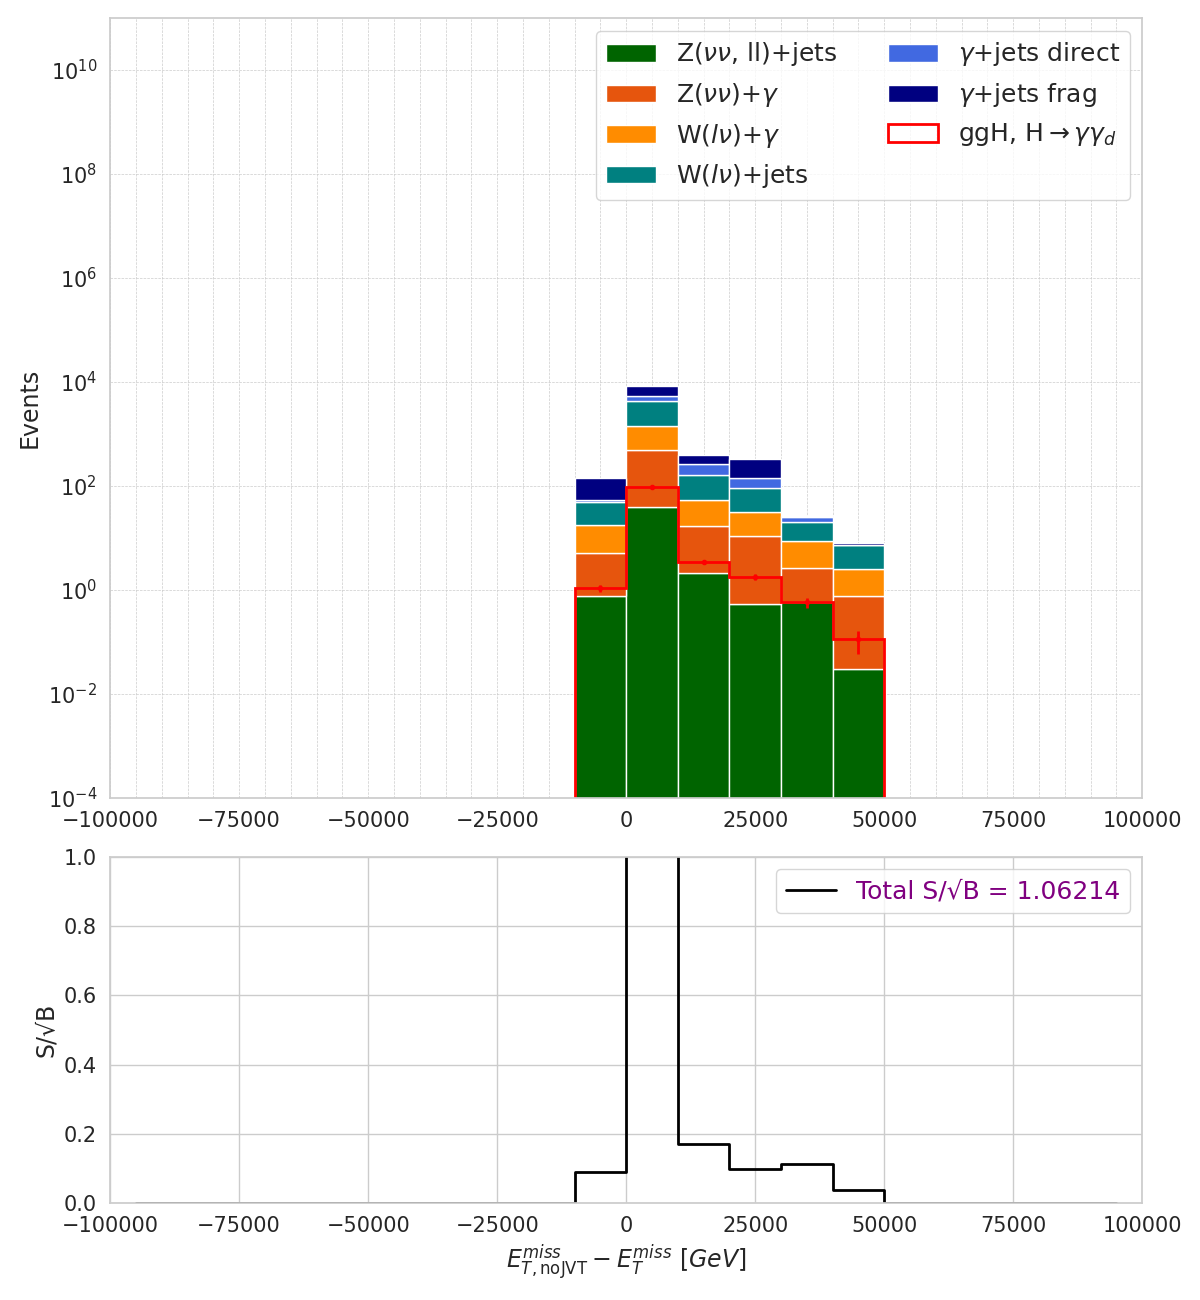 Events
10^10
10^8
10^6
10^4
10^2
10^0
10^−2
10^−4
Z(νν, ll)+jets
Z(νν)+γ
W(lν)+γ
W(lν)+jets
γ+jets direct
γ+jets frag
ggH, H→γγ_d
−100000 −75000 −50000 −25000 0 25000 50000 75000 100000
S/√B
1.0
0.8
0.6
0.4
0.2
0.0
Total S/√B = 1.06214
−100000 −75000 −50000 −25000 0 25000 50000 75000 100000
E_{T,noJVT}^{miss} − E_T^{miss} [GeV]